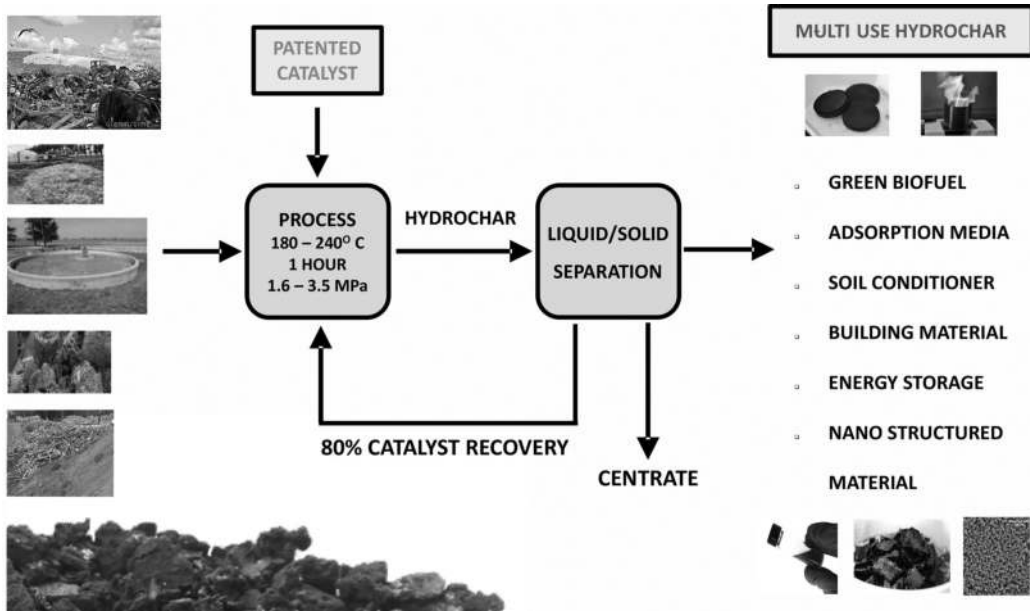 PATENTED
CATALYST
MULTI USE HYDROCHAR
PROCESS
180 – 240⁰ C
1 HOUR
1.6 – 3.5 MPa
HYDROCHAR
LIQUID/SOLID
SEPARATION
GREEN BIOFUEL
ADSORPTION MEDIA
SOIL CONDITIONER
BUILDING MATERIAL
ENERGY STORAGE
NANO STRUCTURED
MATERIAL
80% CATALYST RECOVERY
CENTRATE